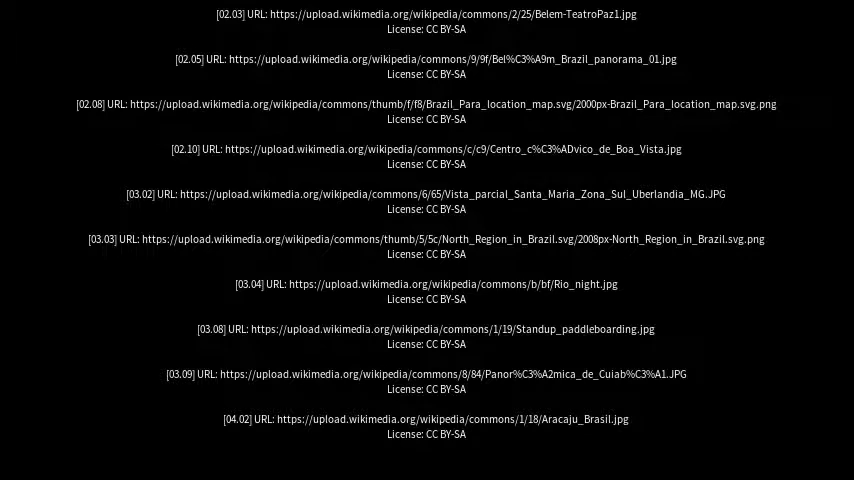 [02.03] URL: https://upload.wikimedia.org/wikipedia/commons/2/25/Belem-TeatroPaz1.jpg
License: CC BY-SA
[02.05] URL: https://upload.wikimedia.org/wikipedia/commons/9/9f/Bel%C3%A9m_Brazil_panorama_01.jpg
License: CC BY-SA
[02.08] URL: https://upload.wikimedia.org/wikipedia/commons/thumb/f/f8/Brazil_Para_location_map.svg/2000px-Brazil_Para_location_map.svg.png
License: CC BY-SA
[02.10] URL: https://upload.wikimedia.org/wikipedia/commons/c/c9/Centro_c%C3%ADvico_de_Boa_Vista.jpg
License: CC BY-SA
[03.02] URL: https://upload.wikimedia.org/wikipedia/commons/6/65/Vista_parcial_Santa_Maria_Zona_Sul_Uberlandia_MG.JPG
License: CC BY-SA
[03.03] URL: https://upload.wikimedia.org/wikipedia/commons/thumb/5/5c/North_Region_in_Brazil.svg/2008px-North_Region_in_Brazil.svg.png
License: CC BY-SA
[03.04] URL: https://upload.wikimedia.org/wikipedia/commons/b/bf/Rio_night.jpg
License: CC BY-SA
[03.08] URL: https://upload.wikimedia.org/wikipedia/commons/1/19/Standup_paddleboarding.jpg
License: CC BY-SA
[03.09] URL: https://upload.wikimedia.org/wikipedia/commons/8/84/Panor%C3%A2mica_de_Cuiab%C3%A1.JPG
License: CC BY-SA
[04.02] URL: https://upload.wikimedia.org/wikipedia/commons/1/18/Aracaju_Brasil.jpg
License: CC BY-SA